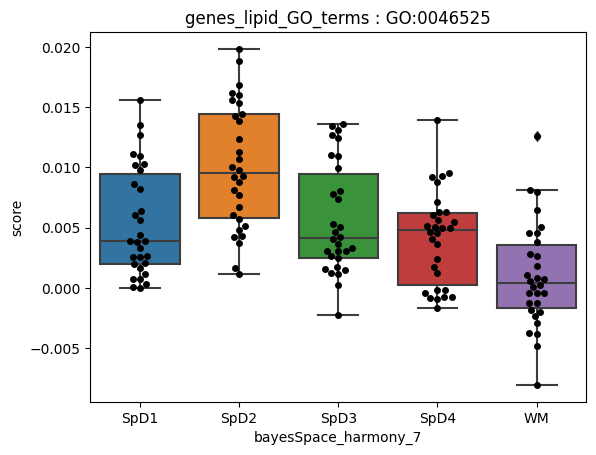 genes_lipid_GO_terms : GO:0046525
0.020
0.015
0.010
0.005
0.000
−0.005
score
SpD1 SpD2 SpD3 SpD4 WM
bayesSpace_harmony_7